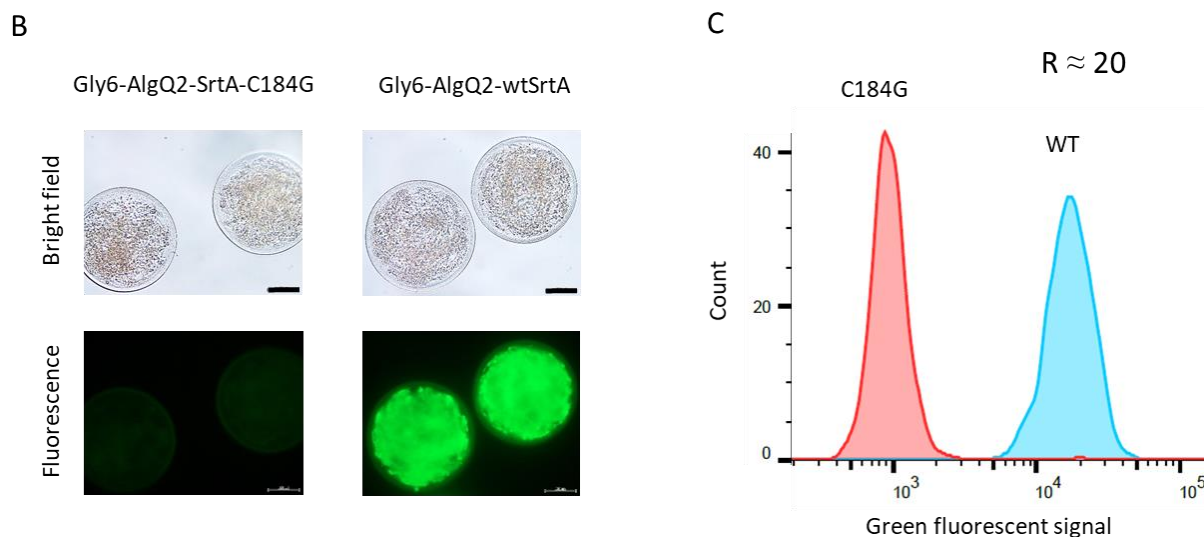 B
Gly6-AlgQ2-SrtA-C184G Gly6-AlgQ2-wtSrtA
Bright field
Fluorescence
C
R ≈ 20
C184G
WT
Count
40
20
0
10³ 10⁴ 10⁵
Green fluorescent signal